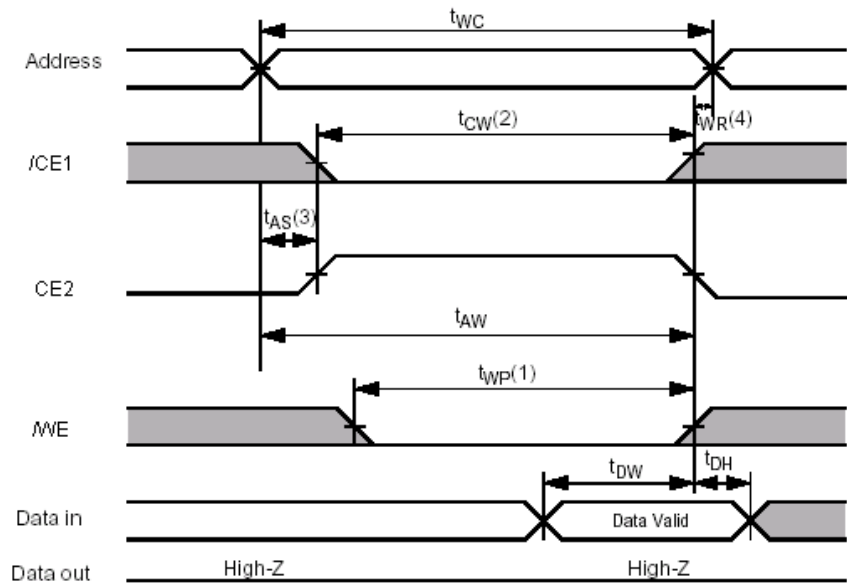 tWC
Address
tCW(2)
tWR(4)
/CE1
tAS(3)
CE2
tAW
tWP(1)
/WE
tDW
tDH
Data in
Data Valid
Data out
High-Z
High-Z